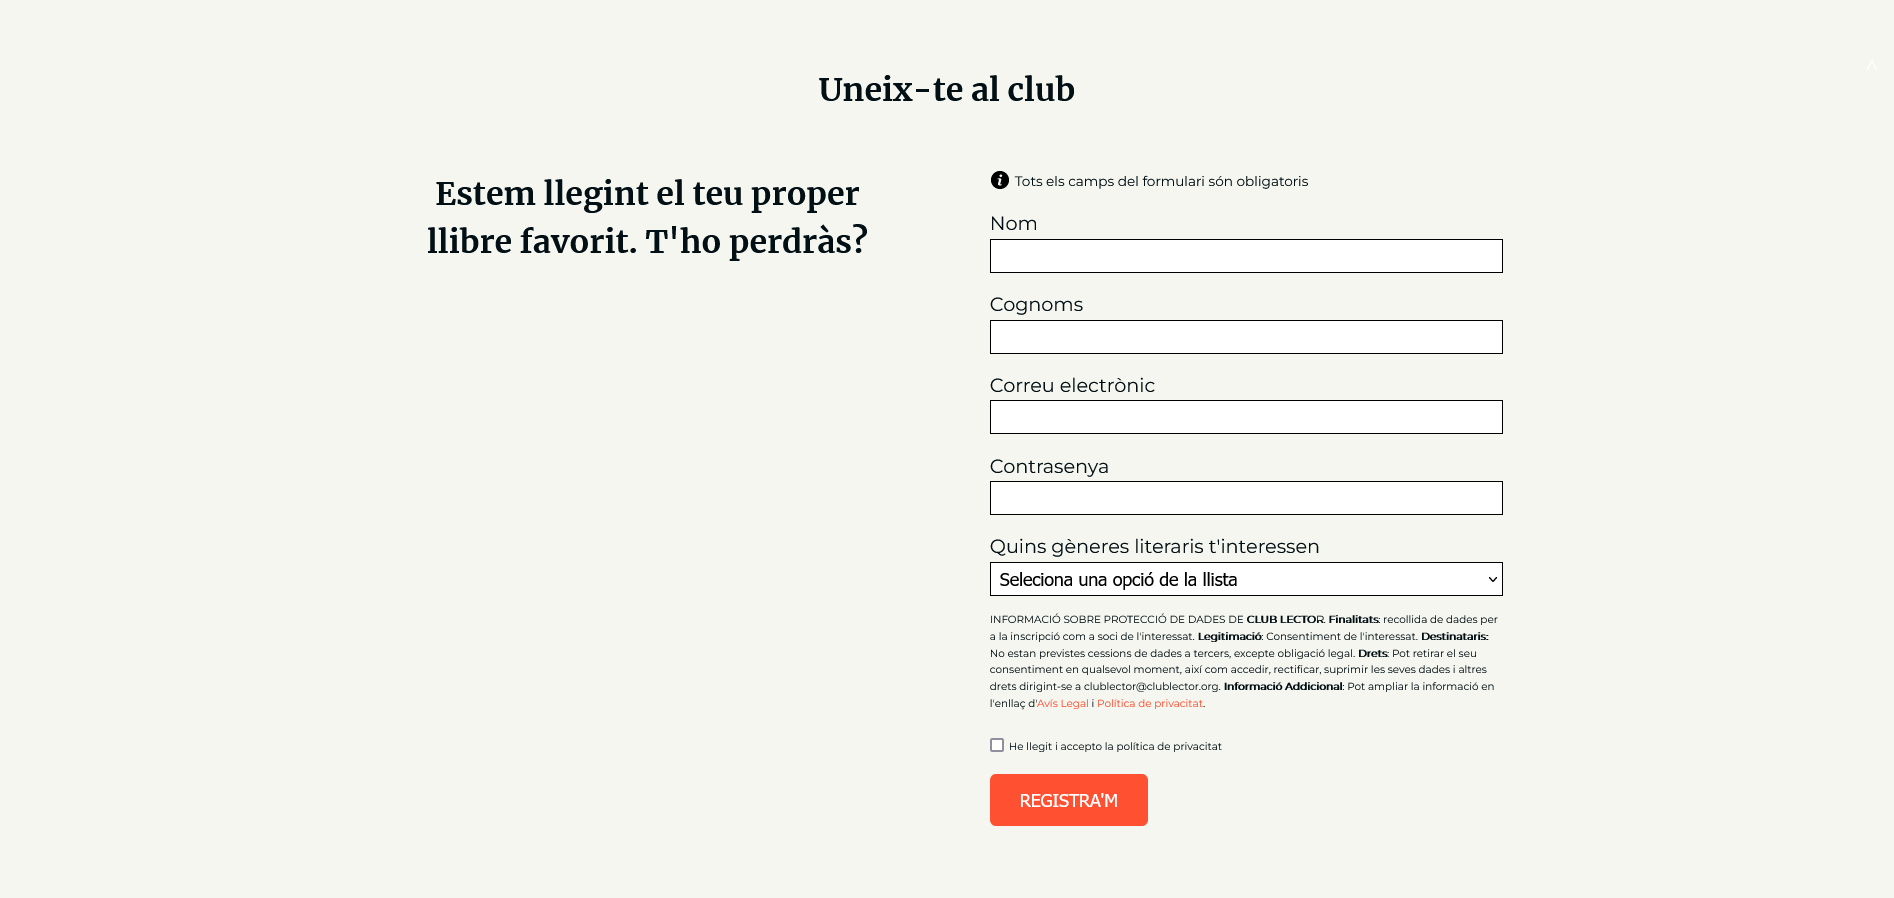 Uneix-te al club
Estem llegint el teu proper
llibre favorit. T'ho perdràs?
Tots els camps del formulari són obligatoris
Nom
Cognoms
Correu electrònic
Contrasenya
Quins gèneres literaris t'interessen
Seleciona una opció de la llista
INFORMACIÓ SOBRE PROTECCIÓ DE DADES DE CLUB LECTOR. Finalitats: recollida de dades per
a la inscripció com a soci de l'interessat. Legitimació: Consentiment de l'interessat. Destinataris:
No estan previstes cessions de dades a tercers, excepte obligació legal. Drets: Pot retirar el seu
consentiment en qualsevol moment, així com accedir, rectificar, suprimir les seves dades i altres
drets dirigint-se a clublector@clublector.org. Informació Addicional: Pot ampliar la informació en
l'enllaç d'Avís Legal i Política de privacitat.
He llegit i accepto la política de privacitat
REGISTRA'M